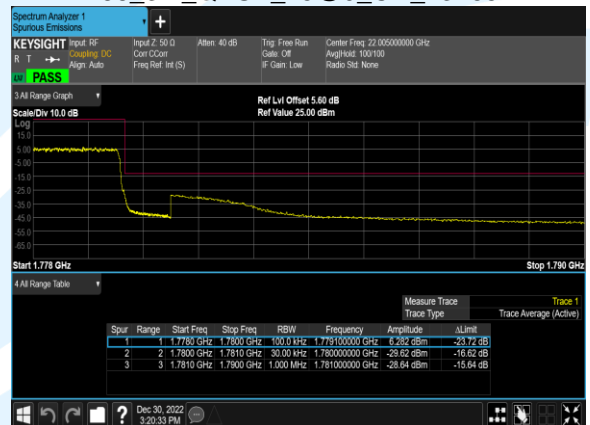 Spectrum Analyzer 1
Spurious Emissions
+
KEYSIGHT Input: RF Input Z: 50 Ω Atten: 40 dB Trig: Free Run Center Freq: 22.005000000 GHz
R T Coupling: DC Corr CCorr Gate: Off Avg|Hold: 100/100
Align: Auto Freq Ref: Int (S) IF Gain: Low Radio Std: None
PASS
3 All Range Graph
Ref Lvl Offset 5.60 dB
Scale/Div 10.0 dB Ref Value 25.00 dBm
Log
15.0
5.00
-5.00
-15.0
-25.0
-35.0
-45.0
-55.0
-65.0
Start 1.778 GHz Stop 1.790 GHz
4 All Range Table
Measure Trace Trace 1
Trace Type Trace Average (Active)
Spur Range Start Freq Stop Freq RBW Frequency Amplitude ΔLimit
1 1 1.7780 GHz 1.7800 GHz 100.0 kHz 1.779100000 GHz 6.282 dBm -23.72 dB
2 2 1.7800 GHz 1.7810 GHz 30.00 kHz 1.780000000 GHz -29.62 dBm -16.62 dB
3 3 1.7810 GHz 1.7900 GHz 1.000 MHz 1.781000000 GHz -28.64 dBm -15.64 dB
? Dec 30, 2022
3:20:33 PM